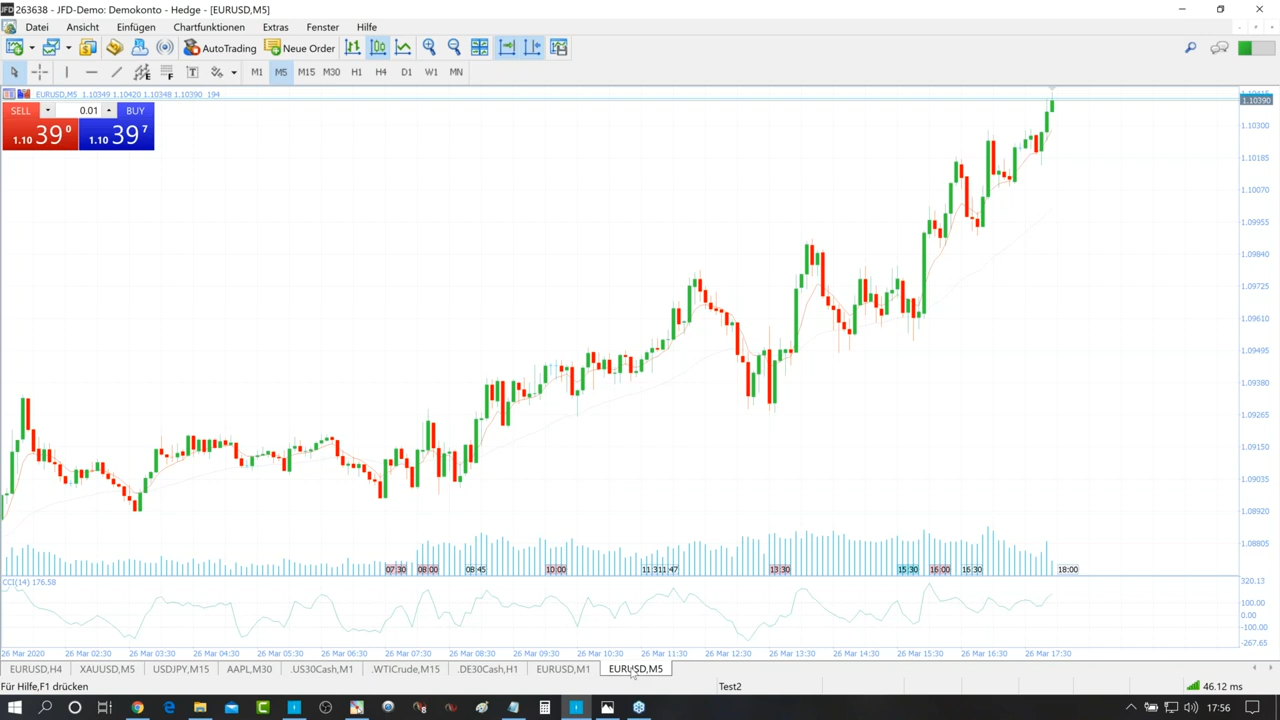 263638 - JFD-Demo: Demokonto - Hedge - [EURUSD,M5]
Datei Ansicht Einfügen Chartfunktionen Extras Fenster Hilfe
AutoTrading New Order
M1 M5 M15 M30 H1 H4 D1 W1 MN
EURUSD,M5 1.10349 1.10420 1.10348 1.10390 194
SELL 0.01 BUY
1.10 39 0 1.10 39 7
1.10390
1.10300
1.10185
1.10070
1.09955
1.09840
1.09725
1.09610
1.09495
1.09380
1.09265
1.09150
1.09035
1.08920
1.08805
07:30 08:00 08:45 10:00 11:3 11:47 13:30 15:30 16:00 16:30 18:00
CCI(14) 176.58
320.13
100.00
0.00
-100.00
-267.65
26 Mar 2020 26 Mar 02:30 26 Mar 03:30 26 Mar 04:30 26 Mar 05:30 26 Mar 06:30 26 Mar 07:30 26 Mar 08:30 26 Mar 09:30 26 Mar 10:30 26 Mar 11:30 26 Mar 12:30 26 Mar 13:30 26 Mar 14:30 26 Mar 15:30 26 Mar 16:30 26 Mar 17:30
EURUSD,H4 XAUUSD,M5 USDJPY,M15 AAPL,M30 .US30Cash,M1 .WTICrude,M15 .DE30Cash,H1 EURUSD,M1 EURUSD,M5
Für Hilfe,F1 drücken Test2 46.12 ms
17:56